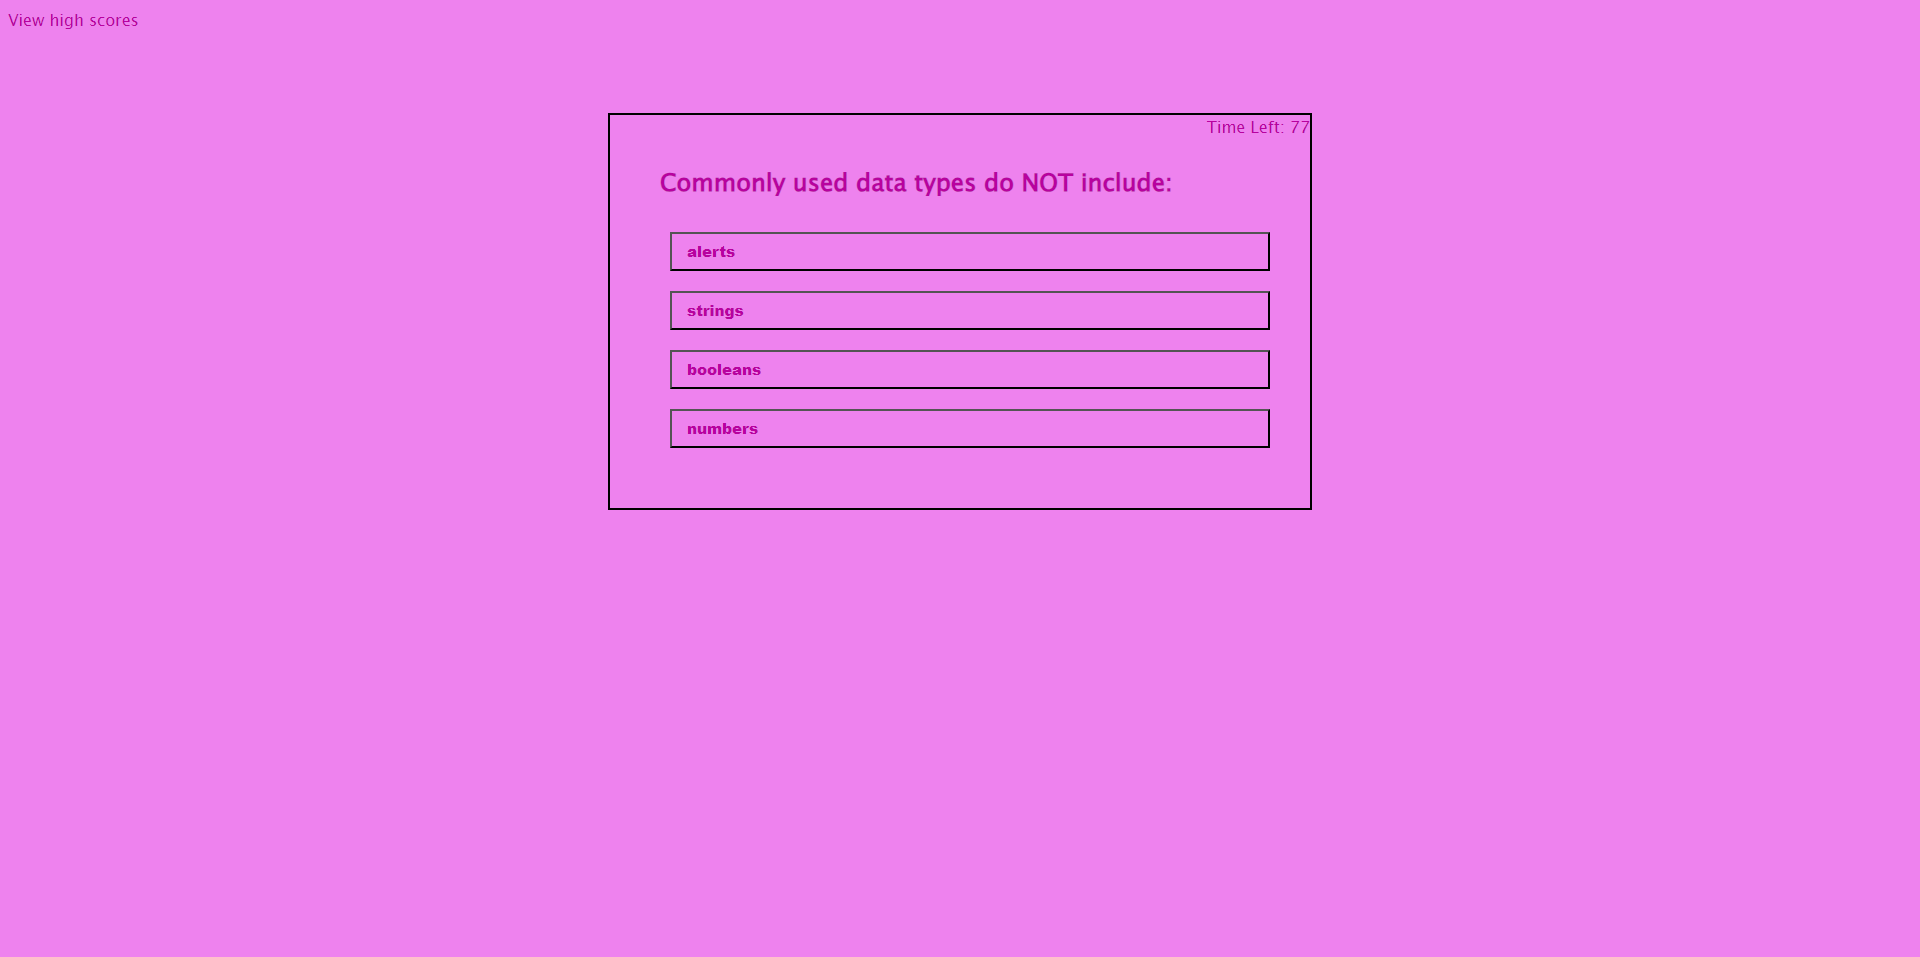 View high scores
Time Left: 77
Commonly used data types do NOT include:
alerts
strings
booleans
numbers